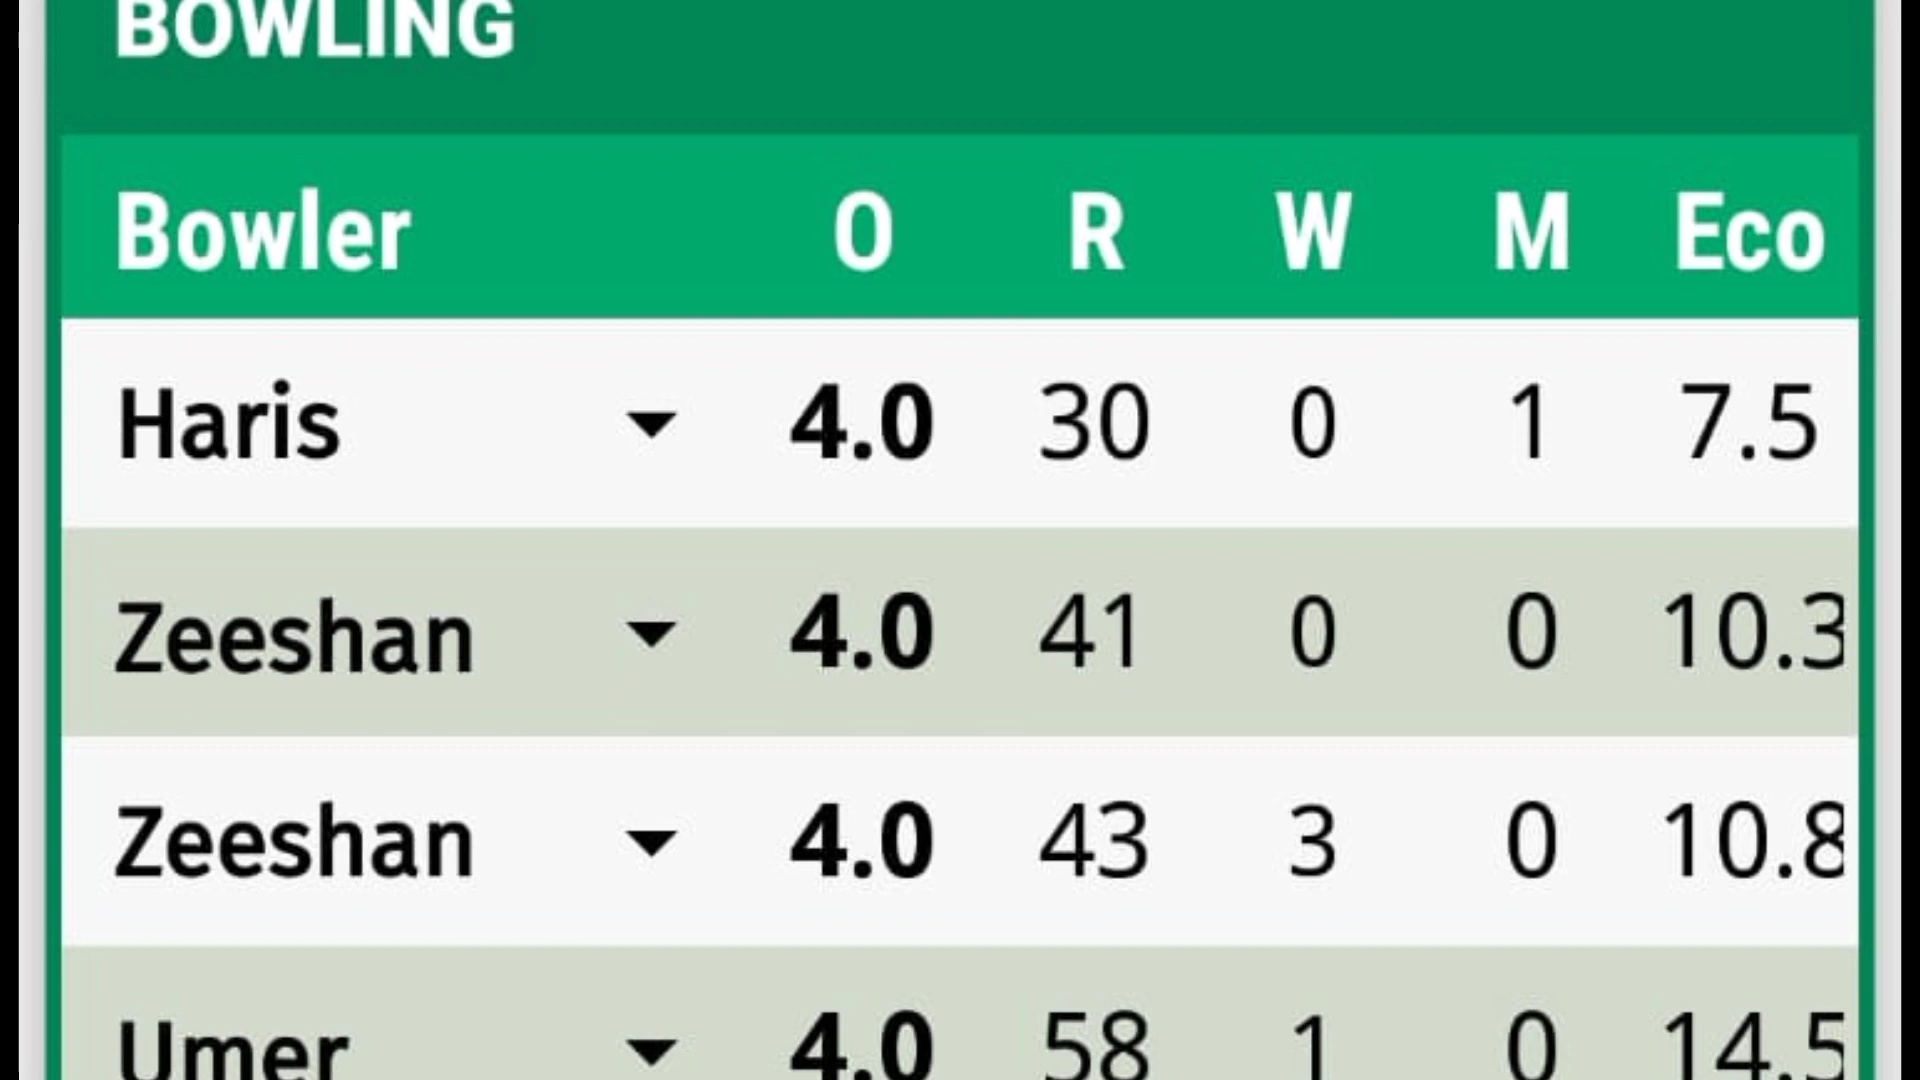 BOWLING
Bowler O R W M Eco
Haris 4.0 30 0 1 7.5
Zeeshan 4.0 41 0 0 10.3
Zeeshan 4.0 43 3 0 10.8
Umer 4.0 58 1 0 14.5